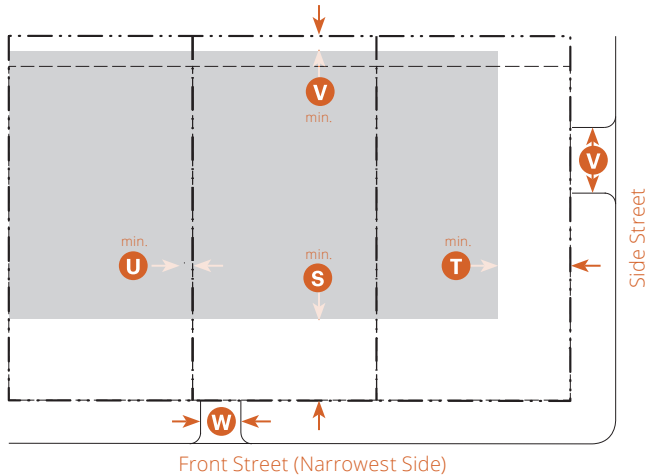 V
min.
V
min.
U
min.
S
min.
T
Side Street
W
Front Street (Narrowest Side)